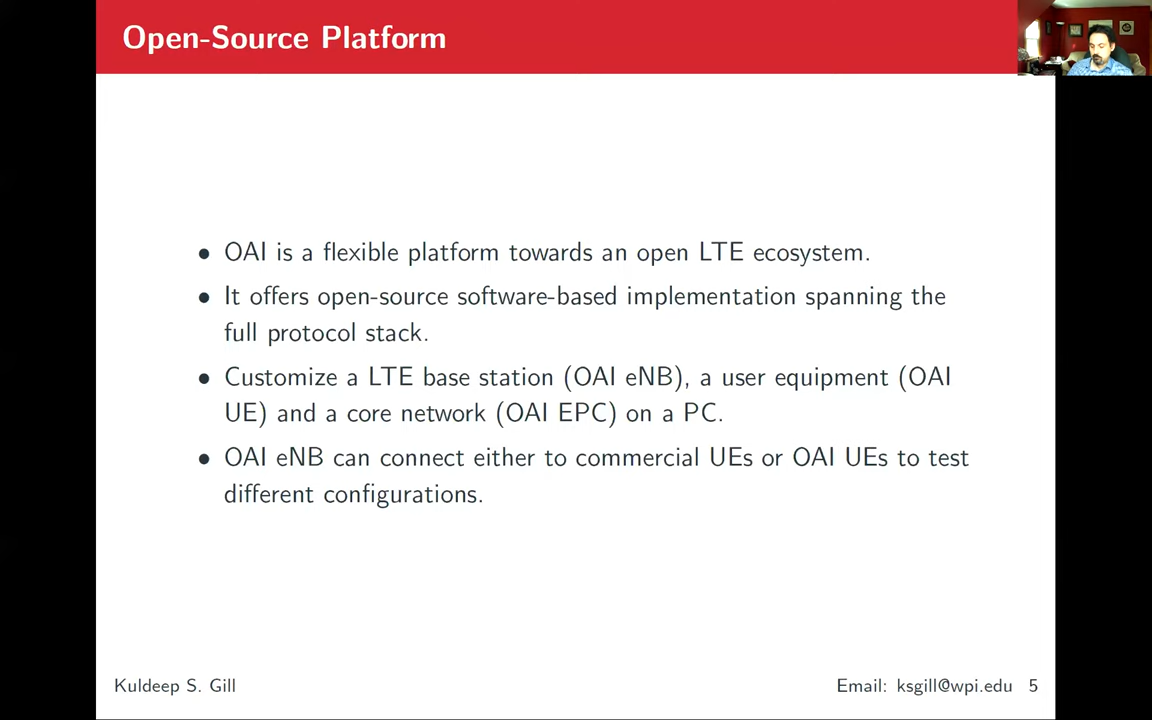 Open-Source Platform
• OAI is a flexible platform towards an open LTE ecosystem.
• It offers open-source software-based implementation spanning the
full protocol stack.
• Customize a LTE base station (OAI eNB), a user equipment (OAI
UE) and a core network (OAI EPC) on a PC.
• OAI eNB can connect either to commercial UEs or OAI UEs to test
different configurations.
Kuldeep S. Gill
Email: ksgill@wpi.edu 5